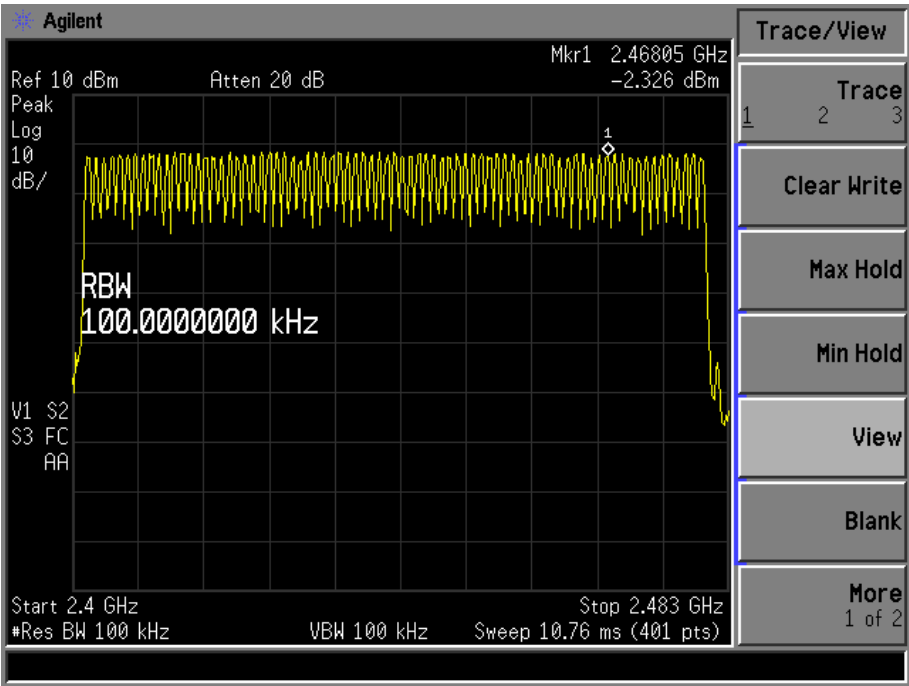 Agilent
Trace/View
Mkr1 2.46805 GHz
Ref 10 dBm Atten 20 dB -2.326 dBm
Peak
Log
10
dB/
1
RBW
100.0000000 kHz
V1 S2
S3 FC
AA
Start 2.4 GHz Stop 2.483 GHz
#Res BW 100 kHz VBW 100 kHz Sweep 10.76 ms (401 pts)
Trace
1 2 3
Clear Write
Max Hold
Min Hold
View
Blank
More
1 of 2